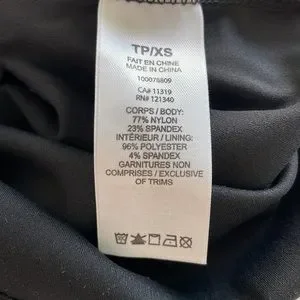 TP/XS
FAIT EN CHINE
MADE IN CHINA
100076809
CA# 11319
RN# 121340
CORPS / BODY:
77% NYLON
23% SPANDEX
INTÉRIEUR / LINING:
96% POLYESTER
4% SPANDEX
GARNITURES NON
COMPRISES / EXCLUSIVE
OF TRIMS